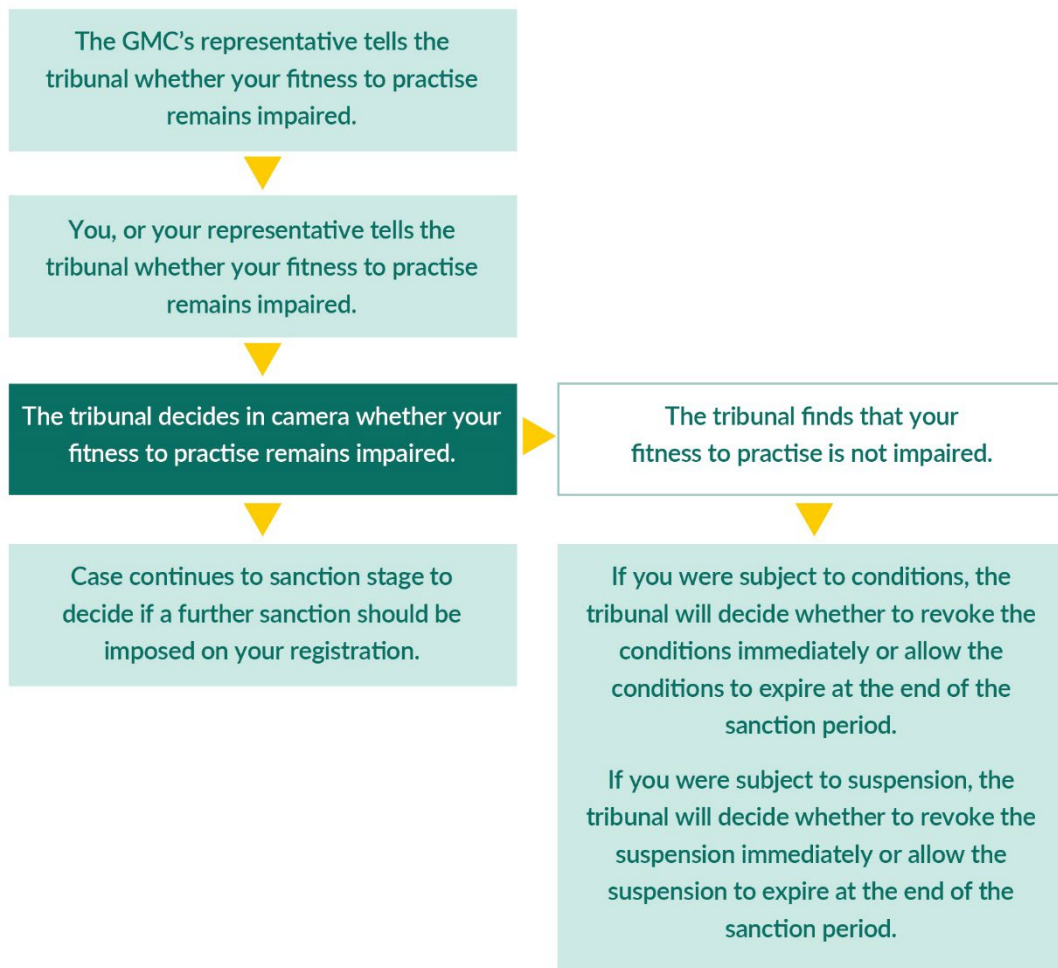 The GMC’s representative tells the
tribunal whether your fitness to practise
remains impaired.
You, or your representative tells the
tribunal whether your fitness to practise
remains impaired.
The tribunal decides in camera whether your
fitness to practise remains impaired.
The tribunal finds that your
fitness to practise is not impaired.
Case continues to sanction stage to
decide if a further sanction should be
imposed on your registration.
If you were subject to conditions, the
tribunal will decide whether to revoke the
conditions immediately or allow the
conditions to expire at the end of the
sanction period.
If you were subject to suspension, the
tribunal will decide whether to revoke the
suspension immediately or allow the
suspension to expire at the end of the
sanction period.